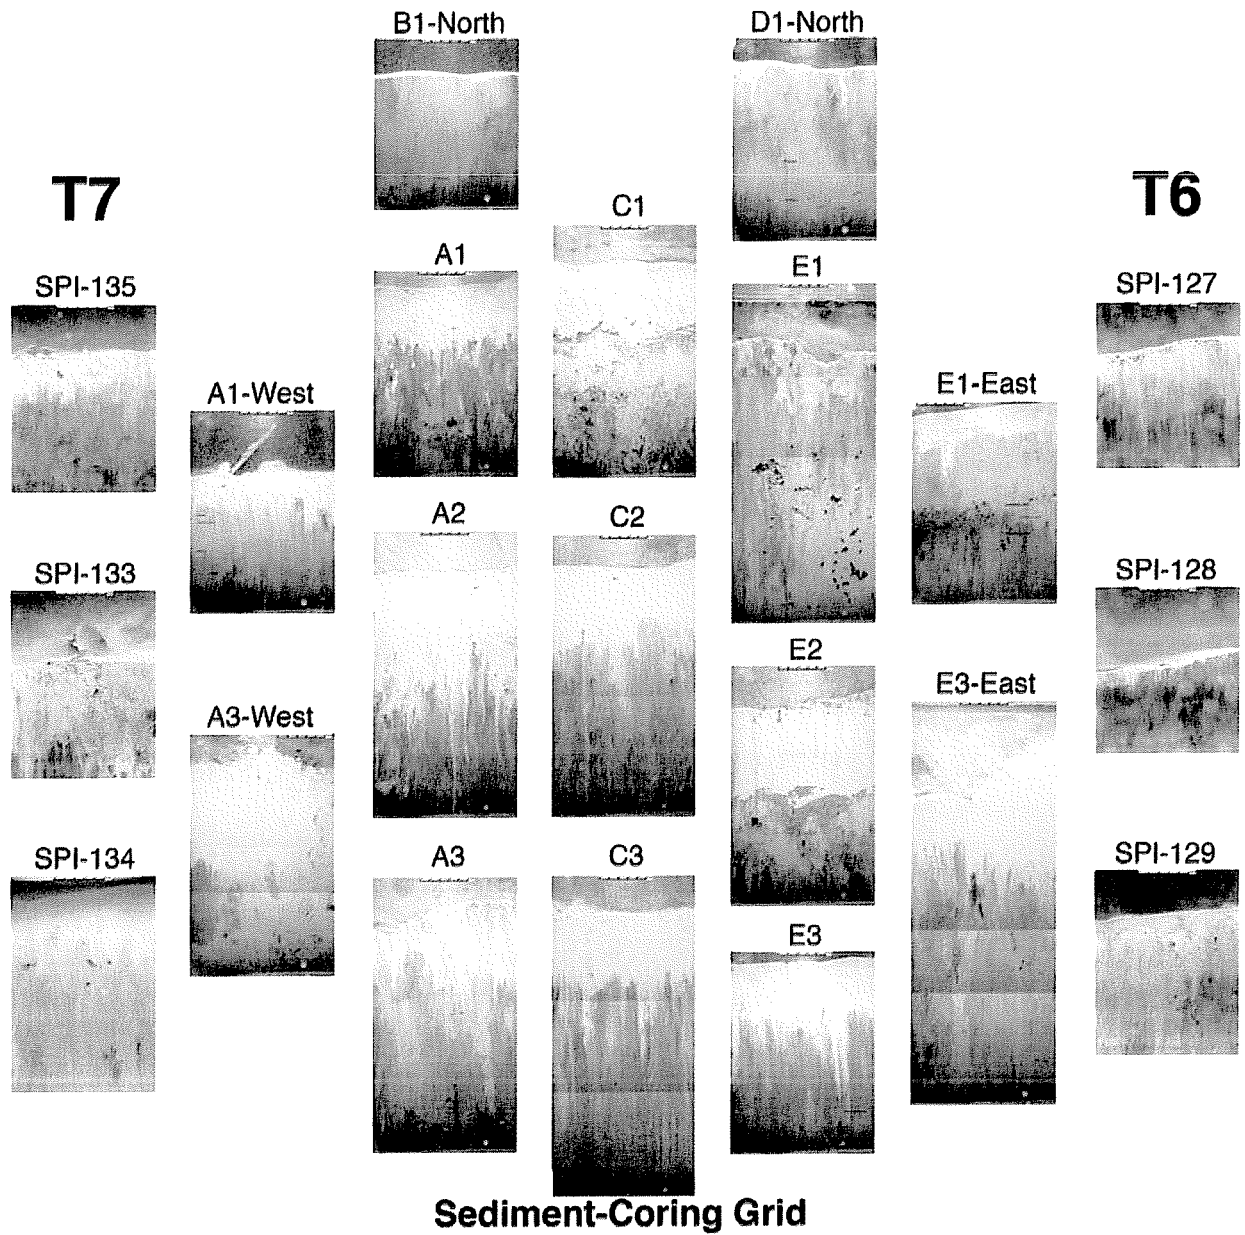 B1-North
D1-North
T7
T6
C1
A1
E1
SPI-135
SPI-127
A1-West
E1-East
A2
C2
SPI-133
SPI-128
E2
A3-West
E3-East
SPI-134
A3
C3
SPI-129
E3
Sediment-Coring Grid